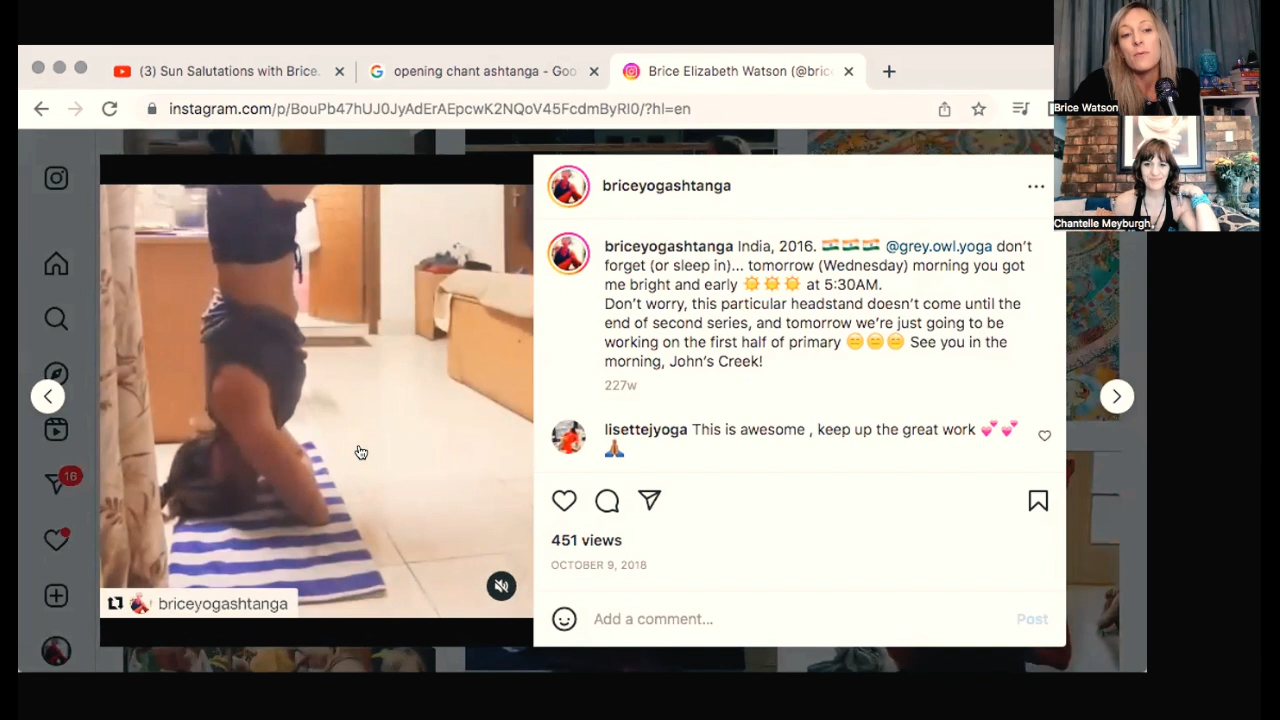 (3) Sun Salutations with Brice.
opening chant ashtanga - Goo
Brice Elizabeth Watson (@brice
instagram.com/p/BouPb47hUJ0JyAdErAEpcwK2NQoV45FcdmByRI0/?hl=en
Brice Watson
Chantelle Meyburgh,
briceyogashtanga
briceyogashtanga India, 2016. 🇮🇳🇮🇳🇮🇳 @grey.owl.yoga don't
forget (or sleep in)... tomorrow (Wednesday) morning you got
me bright and early ☀️☀️☀️ at 5:30AM.
Don't worry, this particular headstand doesn't come until the
end of second series, and tomorrow we're just going to be
working on the first half of primary 😑😑😑 See you in the
morning, John's Creek!
227w
lisettejyoga This is awesome , keep up the great work 💕💕
🙏🏽
16
451 views
OCTOBER 9, 2018
briceyogashtanga
Add a comment...
Post